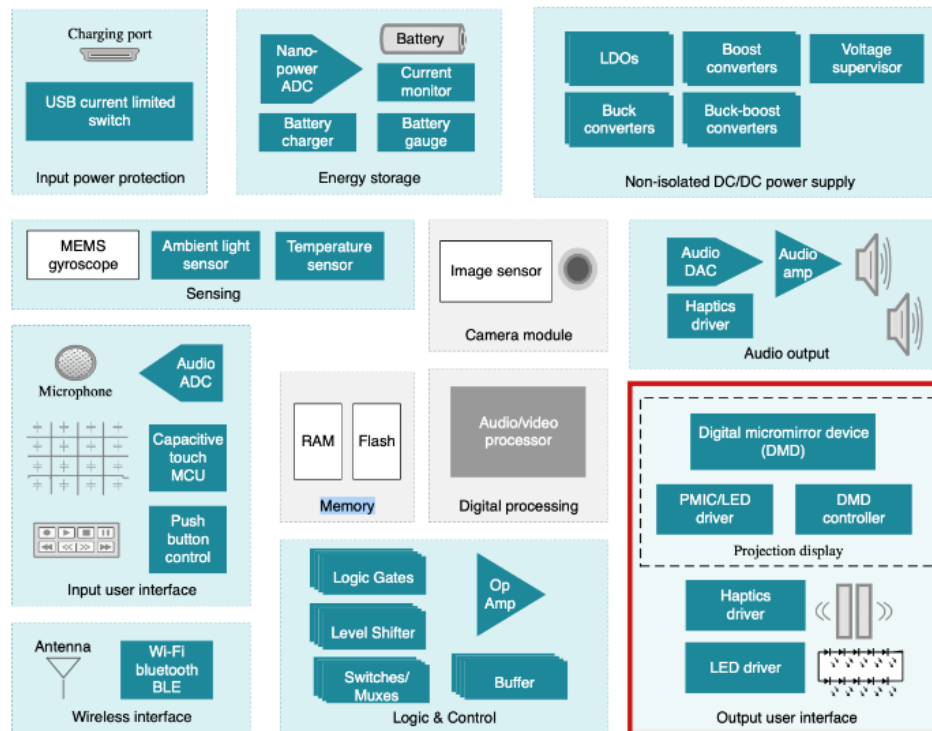 Charging port
USB current limited
switch
Input power protection
Nano-
power
ADC
Battery
Current
monitor
Battery
charger
Battery
gauge
Energy storage
LDOs
Boost
converters
Voltage
supervisor
Buck
converters
Buck-boost
converters
Non-isolated DC/DC power supply
MEMS
gyroscope
Ambient light
sensor
Temperature
sensor
Sensing
Image sensor
Camera module
Audio
DAC
Audio
amp
Haptics
driver
Audio output
Microphone
Audio
ADC
Capacitive
touch
MCU
Push
button
control
Input user interface
RAM
Flash
Memory
Audio/video
processor
Digital processing
Digital micromirror device
(DMD)
PMIC/LED
driver
DMD
controller
Projection display
Haptics
driver
LED driver
Output user interface
Antenna
Wi-Fi
bluetooth
BLE
Wireless interface
Logic Gates
Op
Amp
Level Shifter
Switches/
Muxes
Buffer
Logic & Control